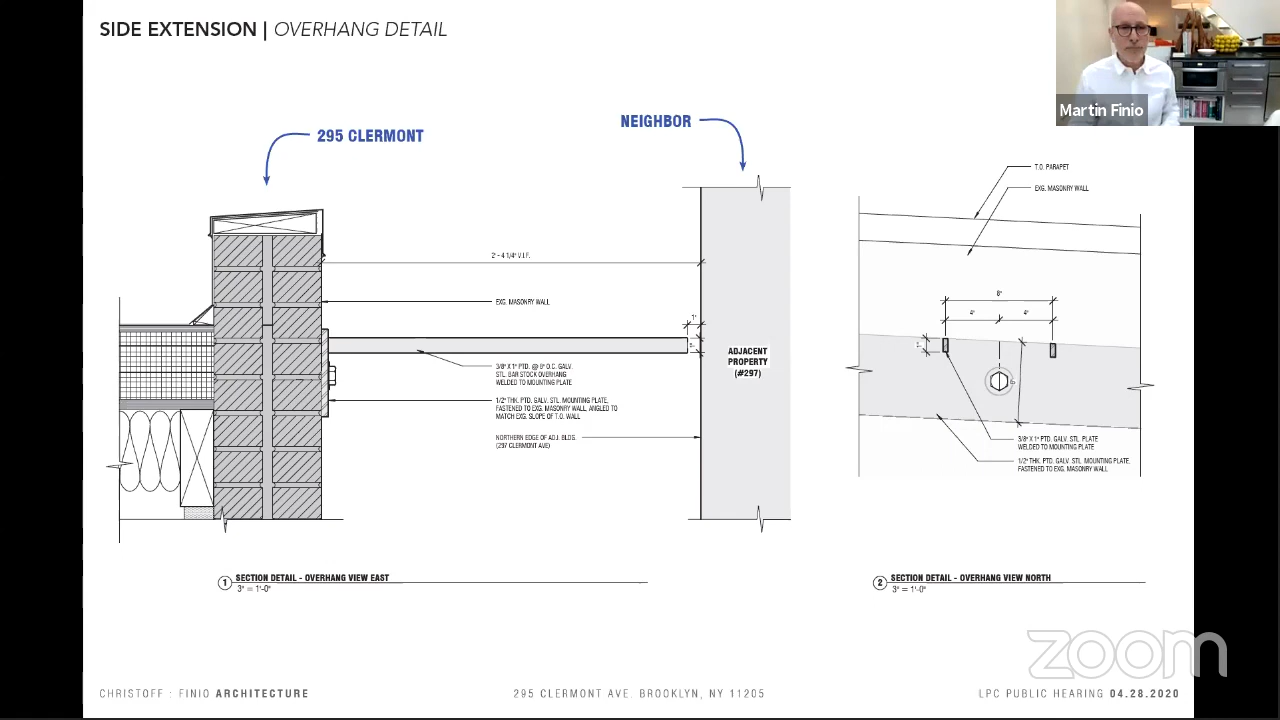 SIDE EXTENSION | OVERHANG DETAIL
Martin Finio
295 CLERMONT
NEIGHBOR
T.O. PARAPET
EXG. MASONRY WALL
2' - 4 1/4" V.I.F.
EXG. MASONRY WALL
1"
1"
ADJACENT
PROPERTY
(#297)
3/8" X 1" PTD. @ 8" O.C. GALV.
STL. BAR STOCK OVERHANG
WELDED TO MOUNTING PLATE
1/2" THK. PTD. GALV. STL. MOUNTING PLATE,
FASTENED TO EXG. MASONRY WALL, ANGLED TO
MATCH EXG. SLOPE OF T.O. WALL
NORTHERN EDGE OF ADJ. BLDG.
(297 CLERMONT AVE)
8"
4"
4"
1"
3/8" X 1" PTD. GALV. STL. PLATE
WELDED TO MOUNTING PLATE
1/2" THK. PTD. GALV. STL. MOUNTING PLATE,
FASTENED TO EXG. MASONRY WALL
1 SECTION DETAIL - OVERHANG VIEW EAST
3" = 1'-0"
2 SECTION DETAIL - OVERHANG VIEW NORTH
3" = 1'-0"
zoom
CHRISTOFF : FINIO ARCHITECTURE
295 CLERMONT AVE. BROOKLYN, NY 11205
LPC PUBLIC HEARING 04.28.2020